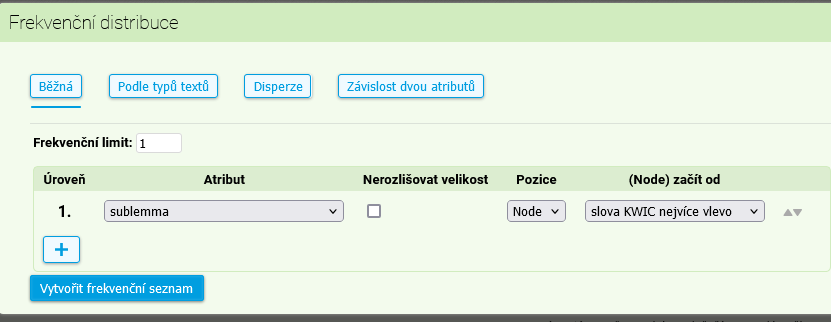 Frekvenční distribuce
Běžná Podle typů textů Disperze Závislost dvou atributů
Frekvenční limit: 1
Úroveň Atribut Nerozlišovat velikost Pozice (Node) začít od
1. sublemma Node slova KWIC nejvíce vlevo
+
Vytvořit frekvenční seznam